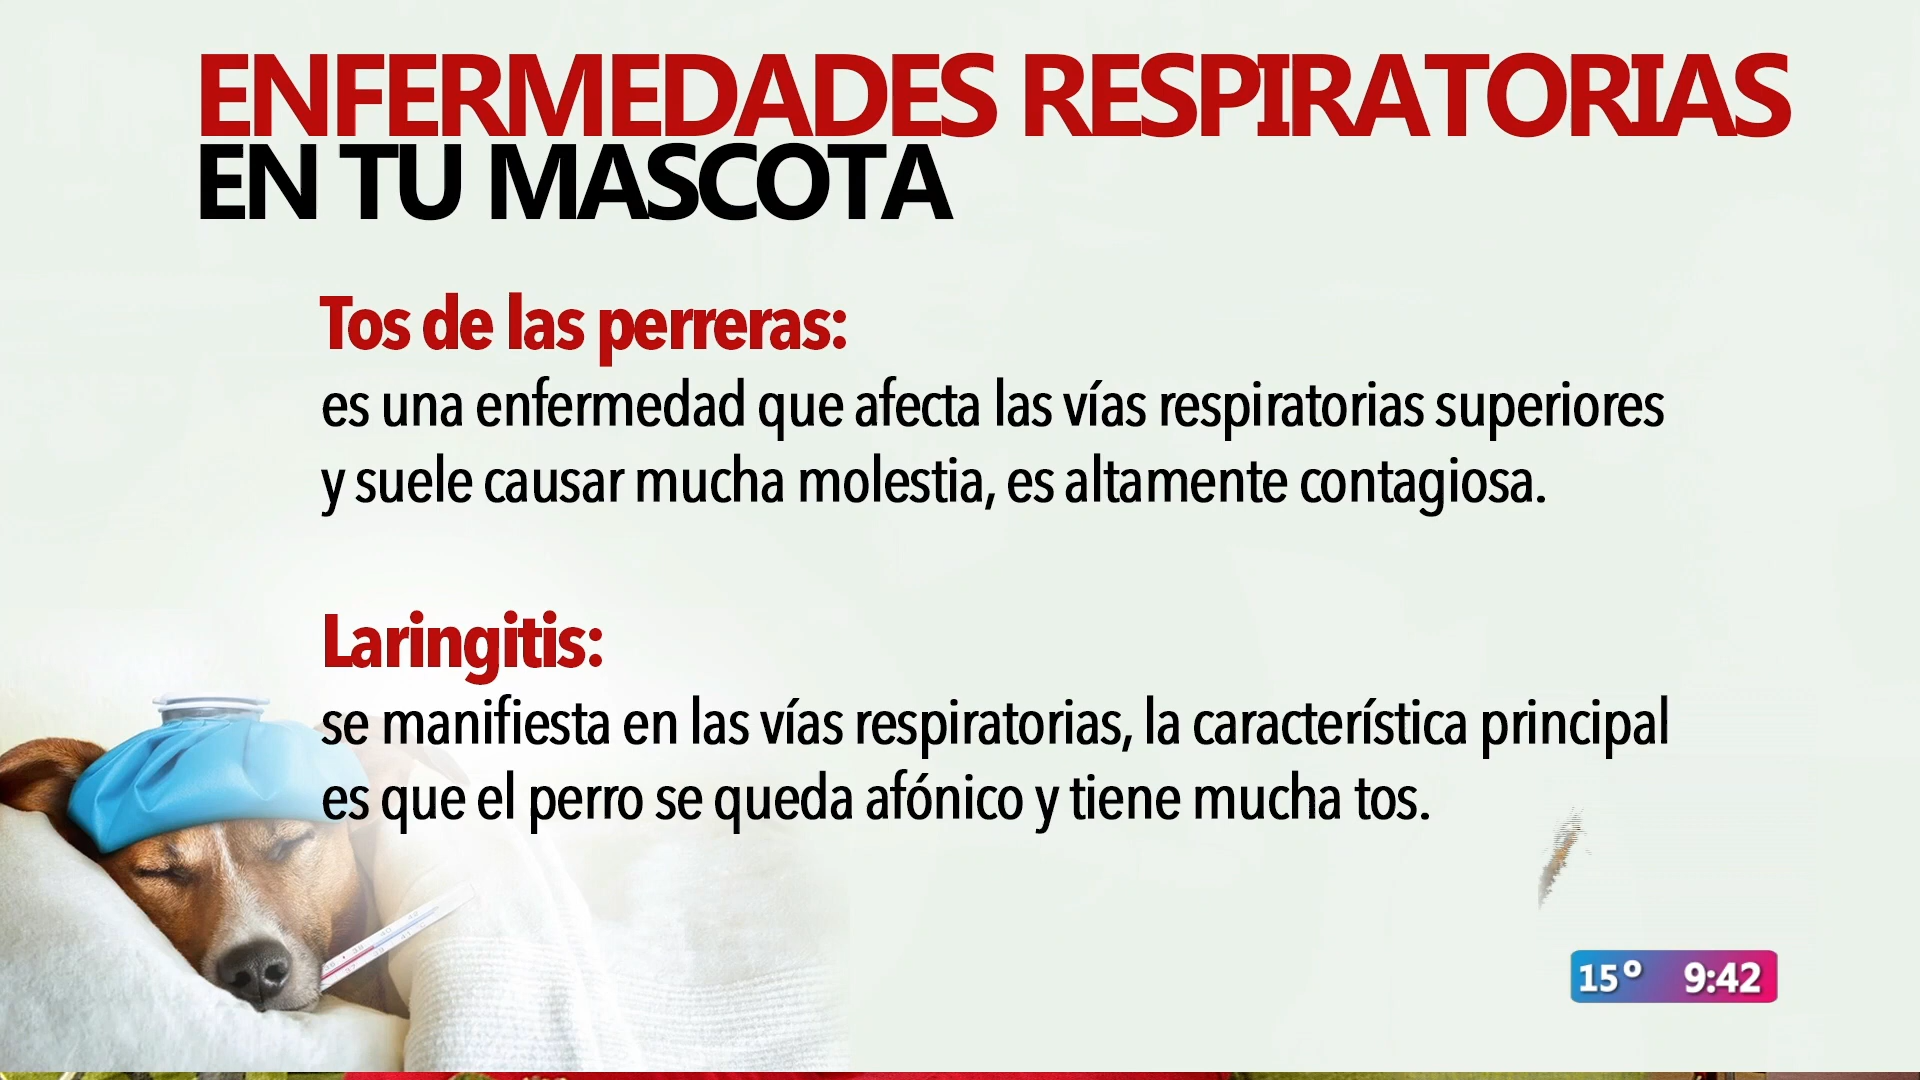 ENFERMEDADES RESPIRATORIAS
EN TU MASCOTA
Tos de las perreras:
es una enfermedad que afecta las vías respiratorias superiores
y suele causar mucha molestia, es altamente contagiosa.
Laringitis:
se manifiesta en las vías respiratorias, la característica principal
es que el perro se queda afónico y tiene mucha tos.
15º 9:42